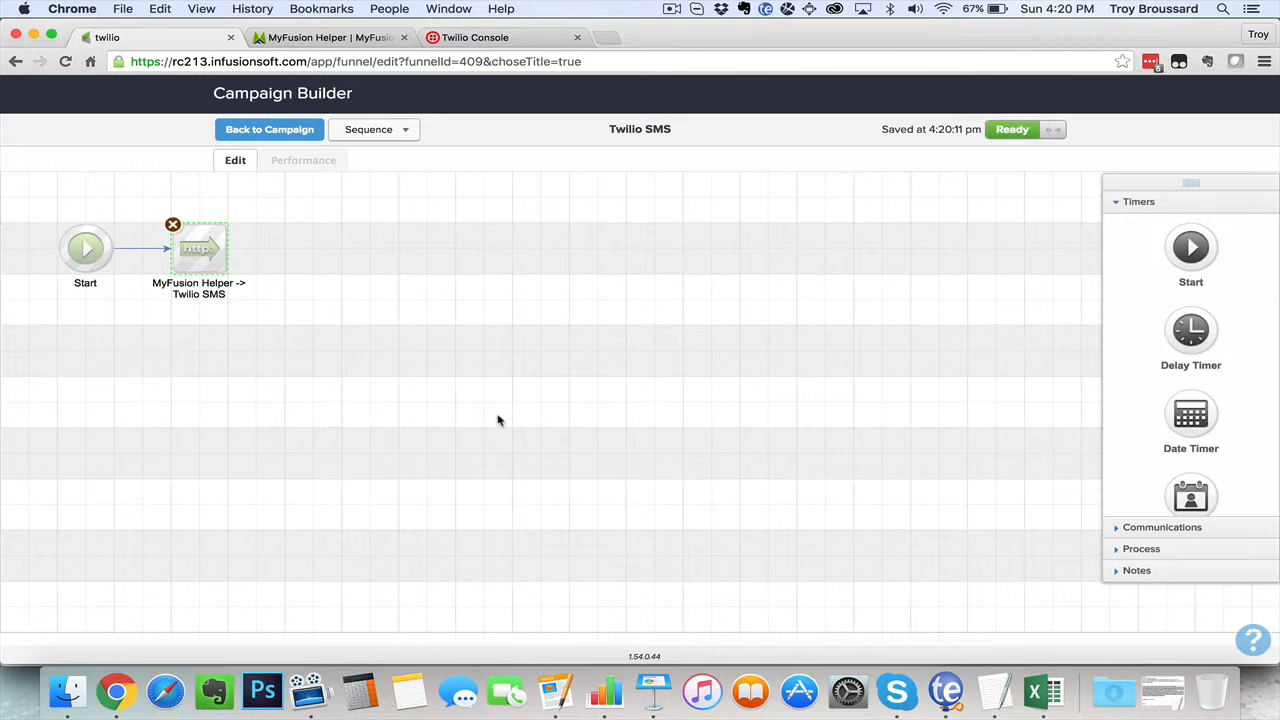 Chrome File Edit View History Bookmarks People Window Help 67% Sun 4:20 PM Troy Broussard
twilio MyFusion Helper | MyFusio Twilio Console Troy
https://rc213.infusionsoft.com/app/funnel/edit?funnelId=409&choseTitle=true
Campaign Builder
Back to Campaign Sequence Twilio SMS Saved at 4:20:11 pm Ready
Edit Performance
Timers
http:
Start MyFusion Helper ->
Twilio SMS
Start
Delay Timer
Date Timer
Communications
Process
Notes
?
1.54.0.44
Ps